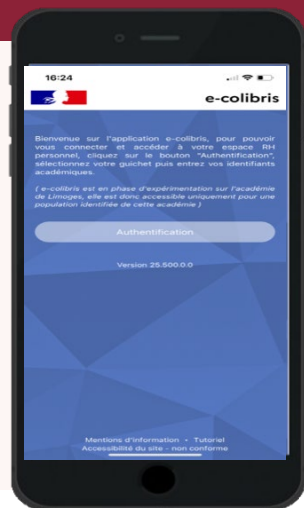 16:24
e-colibris
Bienvenue sur l'application e-colibris, pour pouvoir
vous connecter et accéder à votre espace RH
personnel, cliquez sur le bouton "Authentification",
sélectionnez votre guichet puis entrez vos identifiants
académiques.
( e-colibris est en phase d'expérimentation sur l'académie
de Limoges, elle est donc accessible uniquement pour une
population identifiée de cette académie )
Authentification
Version 25.500.0.0
Mentions d'information - Tutoriel
Accessibilité du site - non conforme